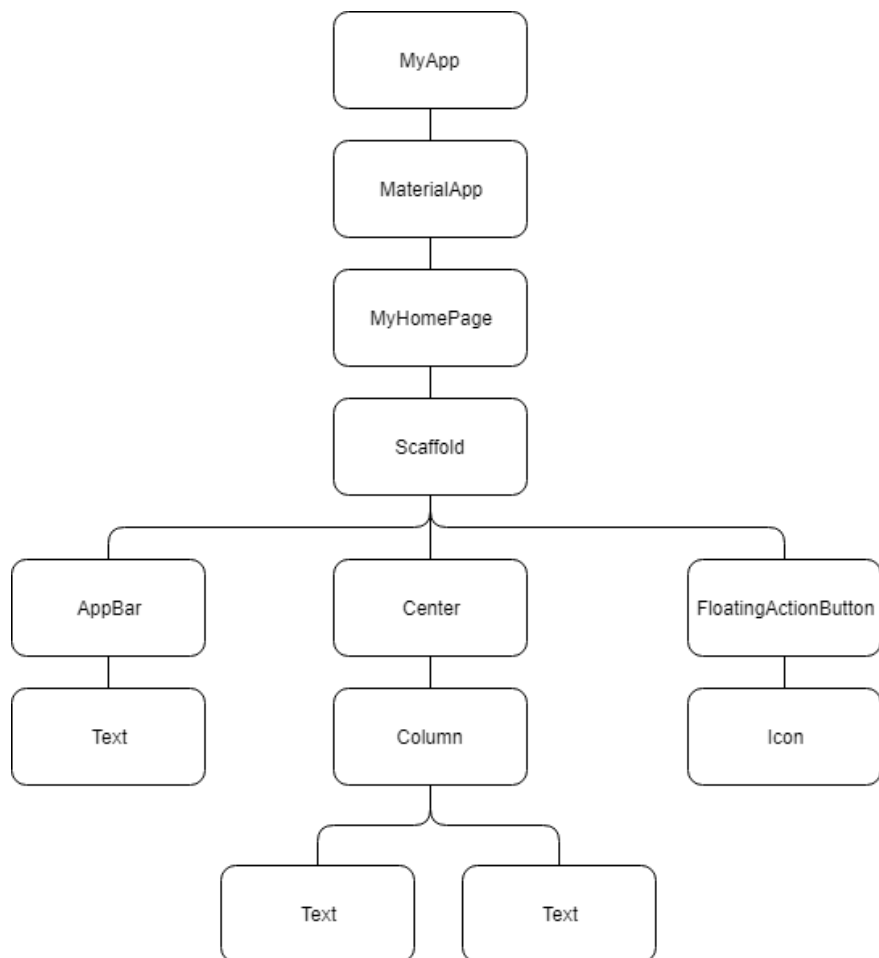 MyApp
MaterialApp
MyHomePage
Scaffold
AppBar
Center
FloatingActionButton
Text
Column
Icon
Text
Text